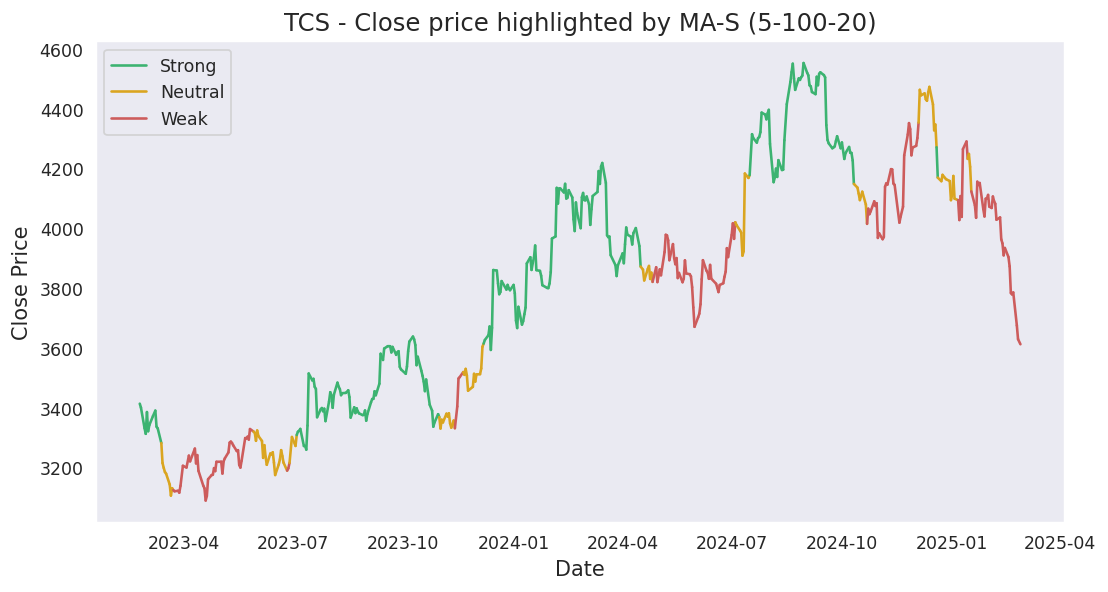 TCS - Close price highlighted by MA-S (5-100-20)
Strong
Neutral
Weak
Close Price
4600
4400
4200
4000
3800
3600
3400
3200
2023-04 2023-07 2023-10 2024-01 2024-04 2024-07 2024-10 2025-01 2025-04
Date